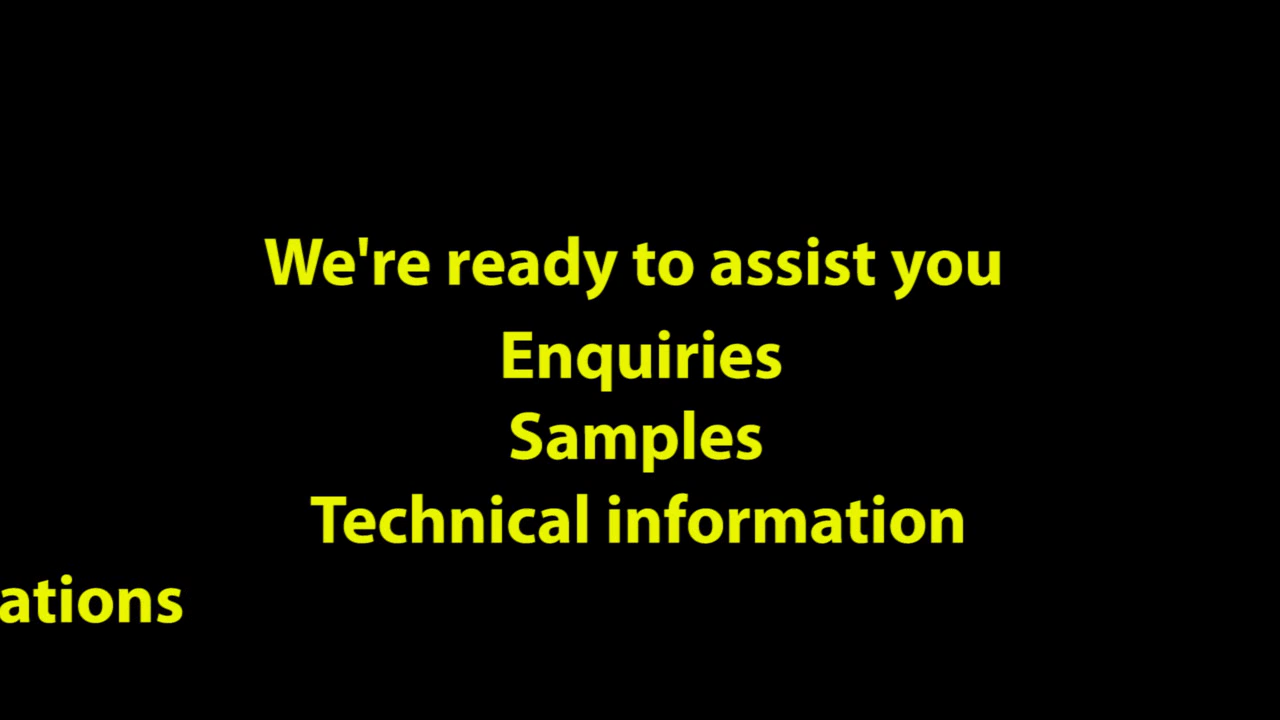 We're ready to assist you
Enquiries
Samples
Technical information
ations